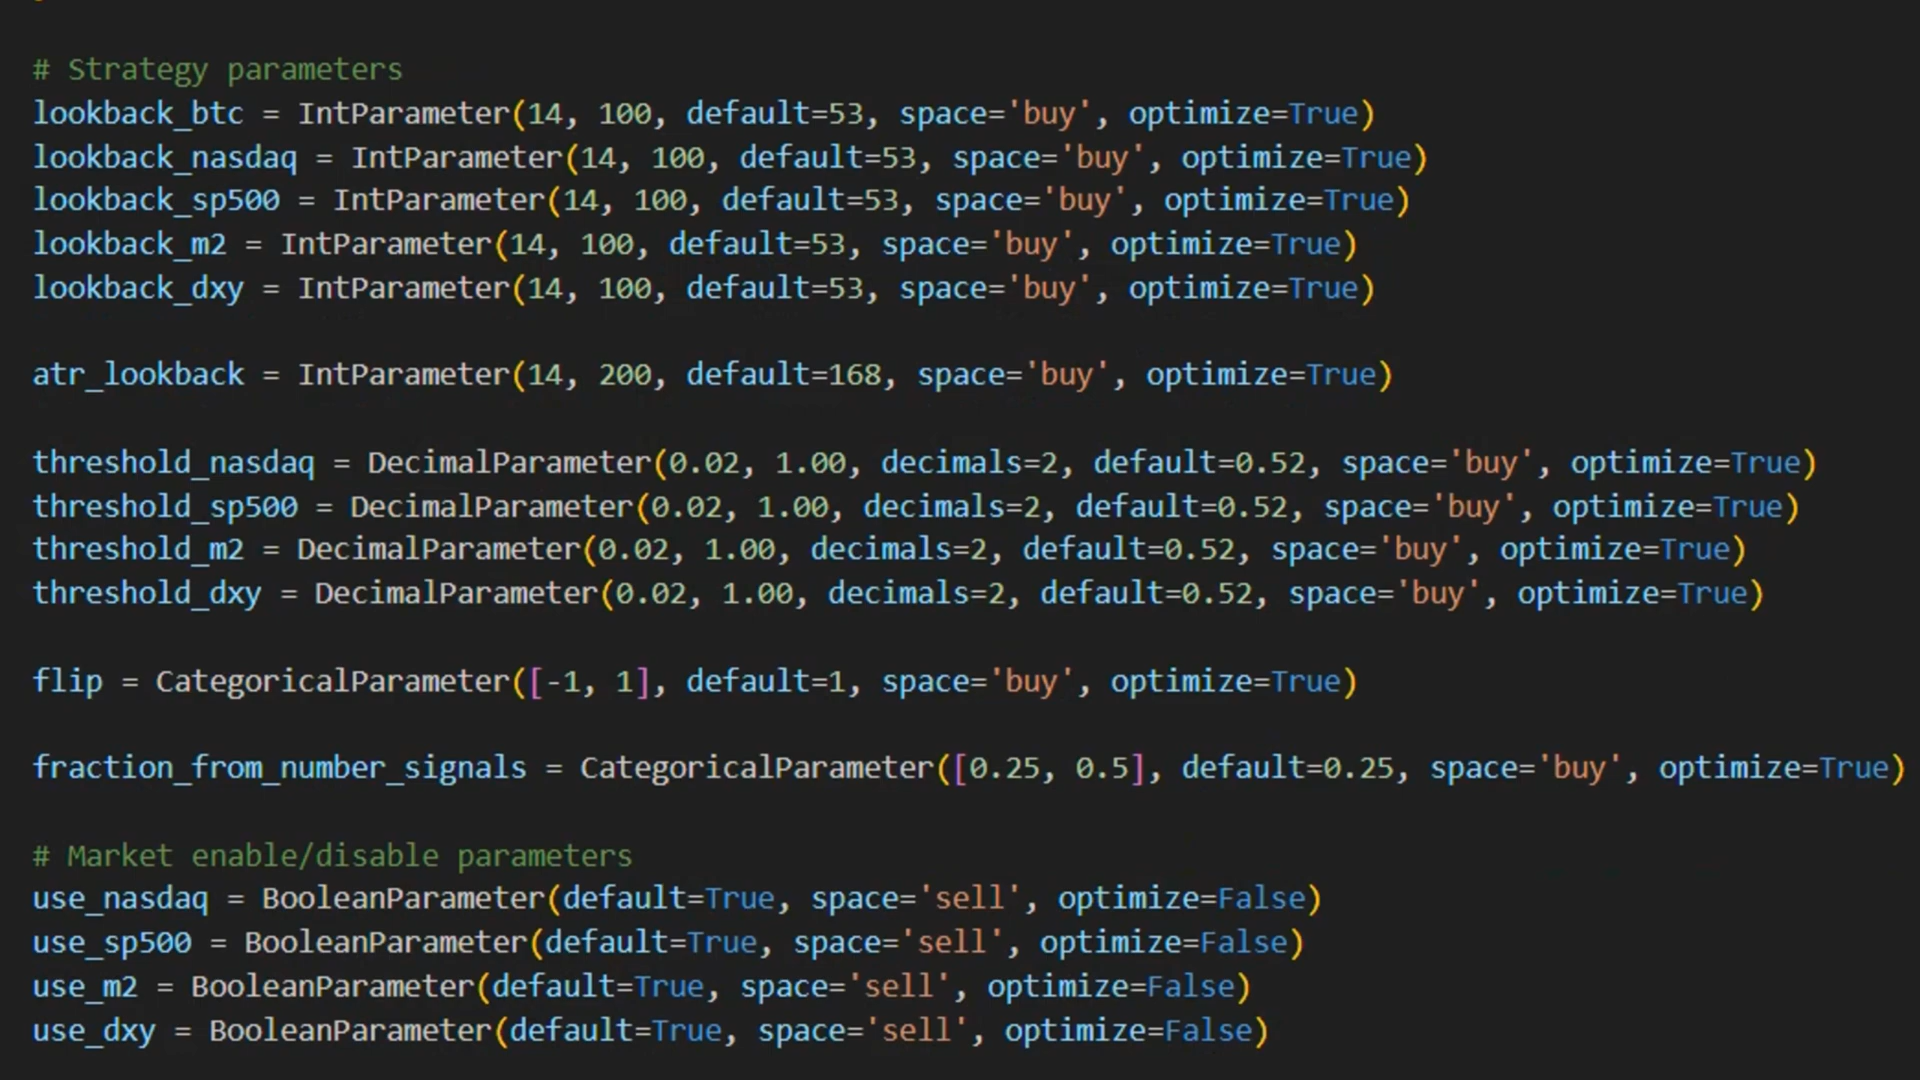 # Strategy parameters
lookback_btc = IntParameter(14, 100, default=53, space='buy', optimize=True)
lookback_nasdaq = IntParameter(14, 100, default=53, space='buy', optimize=True)
lookback_sp500 = IntParameter(14, 100, default=53, space='buy', optimize=True)
lookback_m2 = IntParameter(14, 100, default=53, space='buy', optimize=True)
lookback_dxy = IntParameter(14, 100, default=53, space='buy', optimize=True)
atr_lookback = IntParameter(14, 200, default=168, space='buy', optimize=True)
threshold_nasdaq = DecimalParameter(0.02, 1.00, decimals=2, default=0.52, space='buy', optimize=True)
threshold_sp500 = DecimalParameter(0.02, 1.00, decimals=2, default=0.52, space='buy', optimize=True)
threshold_m2 = DecimalParameter(0.02, 1.00, decimals=2, default=0.52, space='buy', optimize=True)
threshold_dxy = DecimalParameter(0.02, 1.00, decimals=2, default=0.52, space='buy', optimize=True)
flip = CategoricalParameter([-1, 1], default=1, space='buy', optimize=True)
fraction_from_number_signals = CategoricalParameter([0.25, 0.5], default=0.25, space='buy', optimize=True)
# Market enable/disable parameters
use_nasdaq = BooleanParameter(default=True, space='sell', optimize=False)
use_sp500 = BooleanParameter(default=True, space='sell', optimize=False)
use_m2 = BooleanParameter(default=True, space='sell', optimize=False)
use_dxy = BooleanParameter(default=True, space='sell', optimize=False)